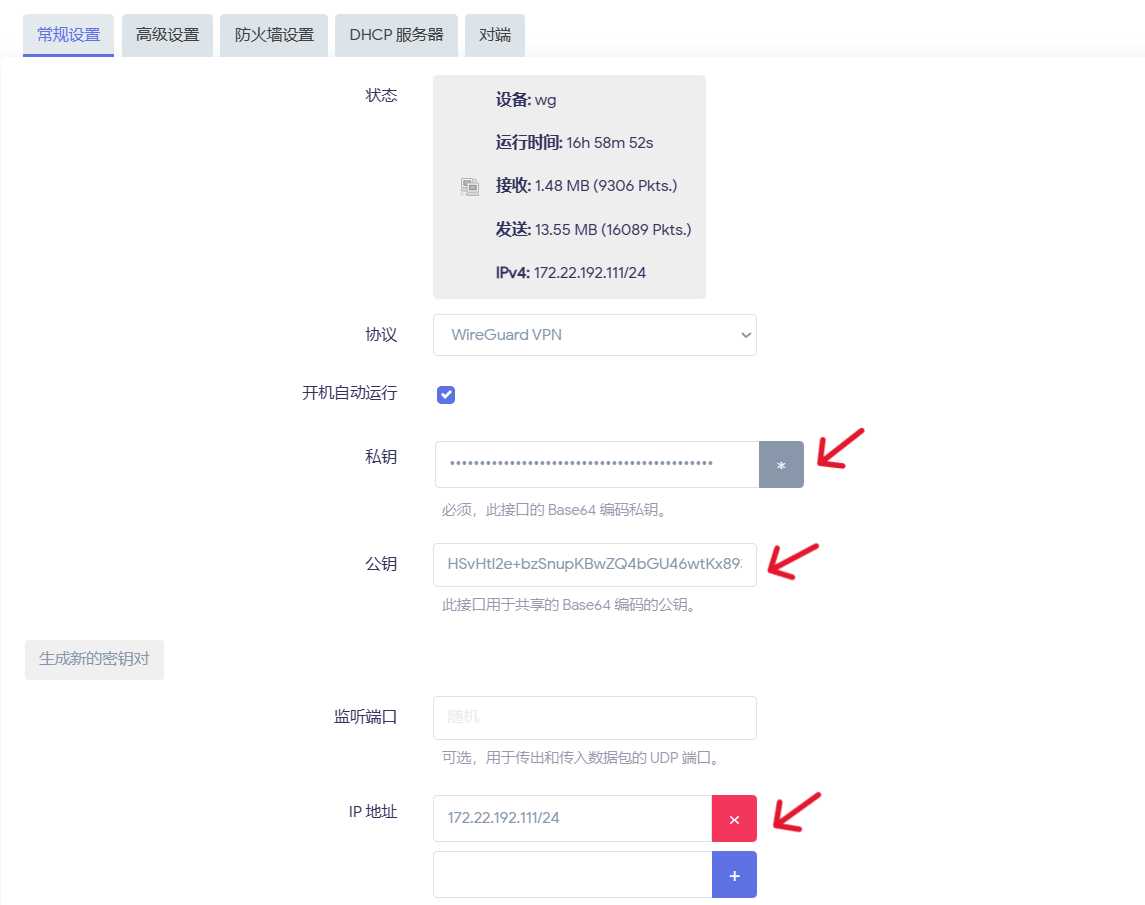 常规设置 高级设置 防火墙设置 DHCP 服务器 对端
状态
设备: wg
运行时间: 16h 58m 52s
接收: 1.48 MB (9306 Pkts.)
发送: 13.55 MB (16089 Pkts.)
IPv4: 172.22.192.111/24
协议 WireGuard VPN
开机自动运行
私钥 ••••••••••••••••••••••••••••••••••••••••••• *
必须，此接口的 Base64 编码私钥。
公钥 HSvHtI2e+bzSnupKBwZQ4bGU46wtKx89
此接口用于共享的 Base64 编码的公钥。
生成新的密钥对
监听端口 随机
可选，用于传出和传入数据包的 UDP 端口。
IP 地址 172.22.192.111/24 ×
+